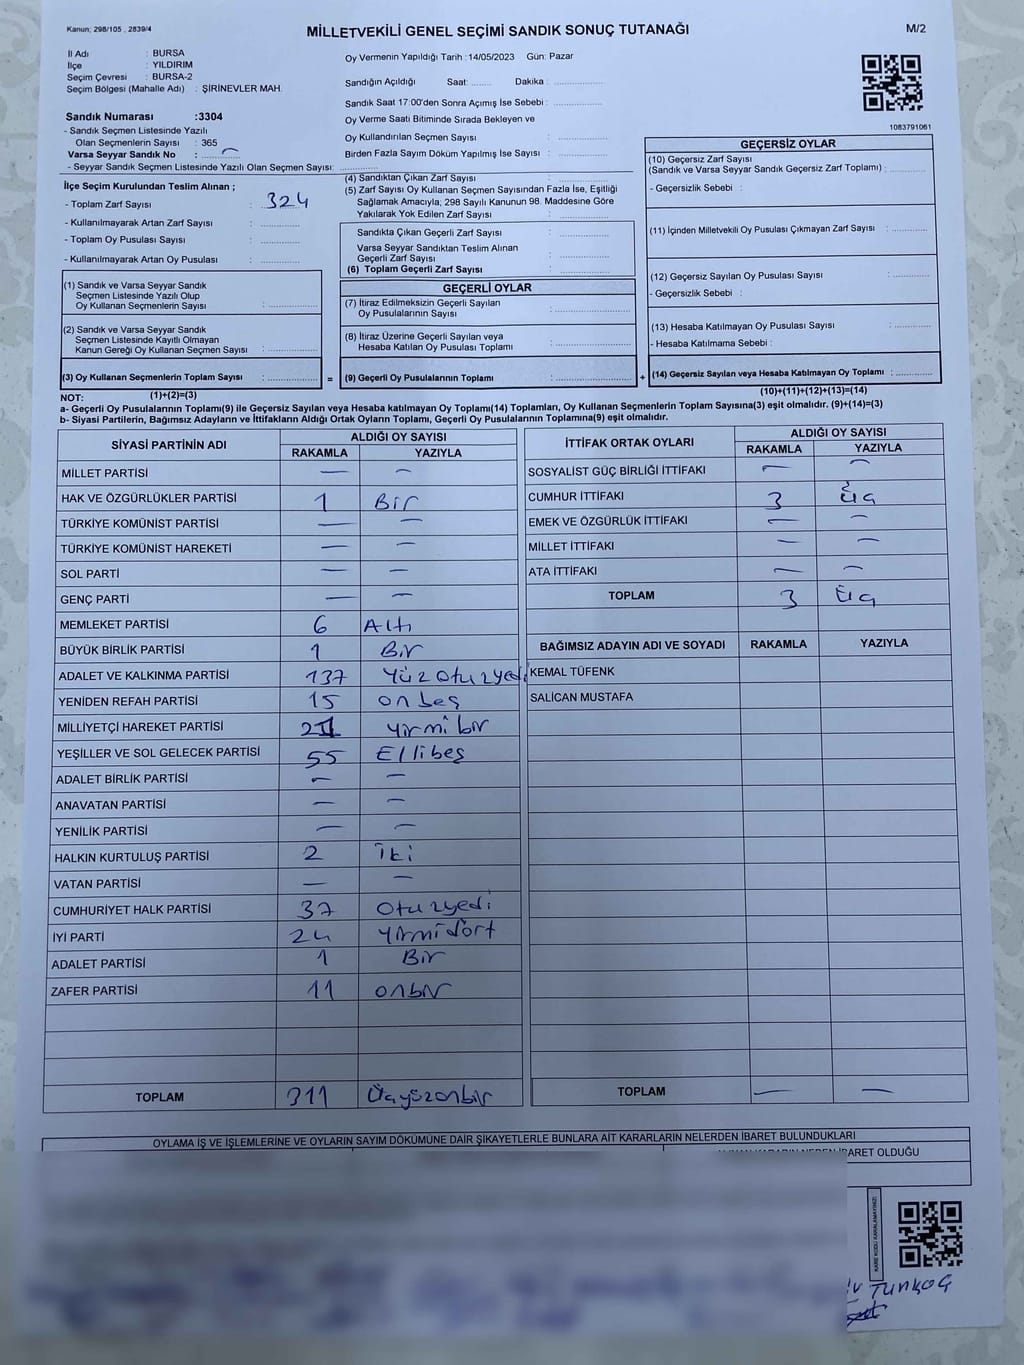 Kanun; 298/105 , 2839/4
MİLLETVEKİLİ GENEL SEÇİMİ SANDIK SONUÇ TUTANAĞI
M/2
İl Adı : BURSA
İlçe : YILDIRIM
Seçim Çevresi : BURSA-2
Seçim Bölgesi (Mahalle Adı) : ŞİRİNEVLER MAH.
Sandık Numarası :3304
- Sandık Seçmen Listesinde Yazılı
Olan Seçmenlerin Sayısı : 365
Varsa Seyyar Sandık No : —
- Seyyar Sandık Seçmen Listesinde Yazılı Olan Seçmen Sayısı:
Oy Vermenin Yapıldığı Tarih :14/05/2023 Gün: Pazar
Sandığın Açıldığı Saat: ........ Dakika : ................
Sandık Saat 17:00'den Sonra Açımış İse Sebebi : ................
Oy Verme Saati Bitiminde Sırada Bekleyen ve
Oy Kullandırılan Seçmen Sayısı : ................
Birden Fazla Sayım Döküm Yapılmış İse Sayısı : ................
1083791061
İlçe Seçim Kurulundan Teslim Alınan ;
- Toplam Zarf Sayısı : 324
- Kullanılmayarak Artan Zarf Sayısı : ................
- Toplam Oy Pusulası Sayısı : ................
- Kullanılmayarak Artan Oy Pusulası : ................
(1) Sandık ve Varsa Seyyar Sandık
Seçmen Listesinde Yazılı Olup
Oy Kullanan Seçmenlerin Sayısı : ................
(2) Sandık ve Varsa Seyyar Sandık
Seçmen Listesinde Kayıtlı Olmayan
Kanun Gereği Oy Kullanan Seçmen Sayısı : ................
(3) Oy Kullanan Seçmenlerin Toplam Sayısı : ................
(4) Sandıktan Çıkan Zarf Sayısı : ................
(5) Zarf Sayısı Oy Kullanan Seçmen Sayısından Fazla İse, Eşitliği
Sağlamak Amacıyla; 298 Sayılı Kanunun 98. Maddesine Göre
Yakılarak Yok Edilen Zarf Sayısı : ................
Sandıkta Çıkan Geçerli Zarf Sayısı : ................
Varsa Seyyar Sandıktan Teslim Alınan
Geçerli Zarf Sayısı : ................
(6) Toplam Geçerli Zarf Sayısı : ................
GEÇERLİ OYLAR
(7) İtiraz Edilmeksizin Geçerli Sayılan
Oy Pusulalarının Sayısı : ................
(8) İtiraz Üzerine Geçerli Sayılan veya
Hesaba Katılan Oy Pusulası Toplamı : ................
= (9) Geçerli Oy Pusulalarının Toplamı : ................
GEÇERSİZ OYLAR
(10) Geçersiz Zarf Sayısı
(Sandık ve Varsa Seyyar Sandık Geçersiz Zarf Toplamı) : ................
- Geçersizlik Sebebi :
(11) İçinden Milletvekili Oy Pusulası Çıkmayan Zarf Sayısı : ................
(12) Geçersiz Sayılan Oy Pusulası Sayısı : ................
- Geçersizlik Sebebi :
(13) Hesaba Katılmayan Oy Pusulası Sayısı : ................
- Hesaba Katılmama Sebebi :
+ (14) Geçersiz Sayılan veya Hesaba Katılmayan Oy Toplamı : ................
NOT: (1)+(2)=(3) (10)+(11)+(12)+(13)=(14)
a- Geçerli Oy Pusulalarının Toplamı(9) ile Geçersiz Sayılan veya Hesaba katılmayan Oy Toplamı(14) Toplamları, Oy Kullanan Seçmenlerin Toplam Sayısına(3) eşit olmalıdır. (9)+(14)=(3)
b- Siyasi Partilerin, Bağımsız Adayların ve İttifakların Aldığı Ortak Oyların Toplamı, Geçerli Oy Pusulalarının Toplamına(9) eşit olmalıdır.
SİYASİ PARTİNİN ADI ALDIĞI OY SAYISI
RAKAMLA YAZIYLA
MİLLET PARTİSİ — —
HAK VE ÖZGÜRLÜKLER PARTİSİ 1 Bir
TÜRKİYE KOMÜNİST PARTİSİ — —
TÜRKİYE KOMÜNİST HAREKETİ — —
SOL PARTİ — —
GENÇ PARTİ — —
MEMLEKET PARTİSİ 6 Altı
BÜYÜK BİRLİK PARTİSİ 1 Bir
ADALET VE KALKINMA PARTİSİ 137 Yüzotuzyedi
YENİDEN REFAH PARTİSİ 15 onbeş
MİLLİYETÇİ HAREKET PARTİSİ 21 Yirmi bir
YEŞİLLER VE SOL GELECEK PARTİSİ 55 Ellibeş
ADALET BİRLİK PARTİSİ — —
ANAVATAN PARTİSİ — —
YENİLİK PARTİSİ — —
HALKIN KURTULUŞ PARTİSİ 2 İki
VATAN PARTİSİ — —
CUMHURİYET HALK PARTİSİ 37 otuzyedi
İYİ PARTİ 24 Yirmidört
ADALET PARTİSİ 1 Bir
ZAFER PARTİSİ 11 onbir
TOPLAM 311 Üçyüzonbir
İTTİFAK ORTAK OYLARI ALDIĞI OY SAYISI
RAKAMLA YAZIYLA
SOSYALİST GÜÇ BİRLİĞİ İTTİFAKI — —
CUMHUR İTTİFAKI 3 Üç
EMEK VE ÖZGÜRLÜK İTTİFAKI — —
MİLLET İTTİFAKI — —
ATA İTTİFAKI — —
TOPLAM 3 Üç
BAĞIMSIZ ADAYIN ADI VE SOYADI RAKAMLA YAZIYLA
KEMAL TÜFENK
SALİCAN MUSTAFA
TOPLAM — —
OYLAMA İŞ VE İŞLEMLERİNE VE OYLARIN SAYIM DÖKÜMÜNE DAİR ŞİKAYETLERLE BUNLARA AİT KARARLARIN NELERDEN İBARET BULUNDUKLARI
İBARET OLDUĞU
KARE KODU KARALAMAYINIZ!